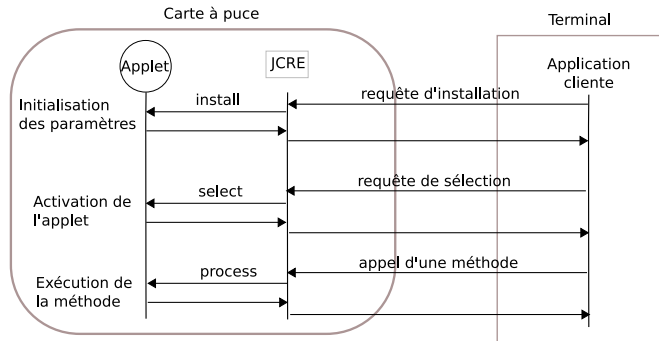 Carte à puce
Terminal
Applet
JCRE
Application
cliente
Initialisation
des paramètres
install
requête d'installation
Activation de
l'applet
select
requête de sélection
Exécution de
la méthode
process
appel d'une méthode